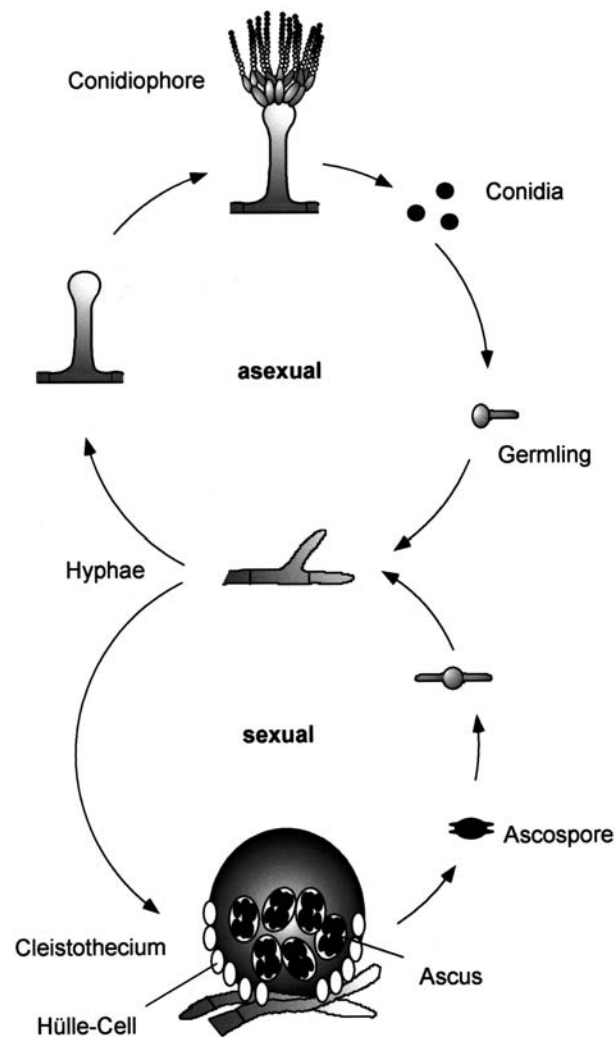 Conidiophore
Conidia
asexual
Germling
Hyphae
sexual
Ascospore
Cleistothecium
Ascus
Hülle-Cell